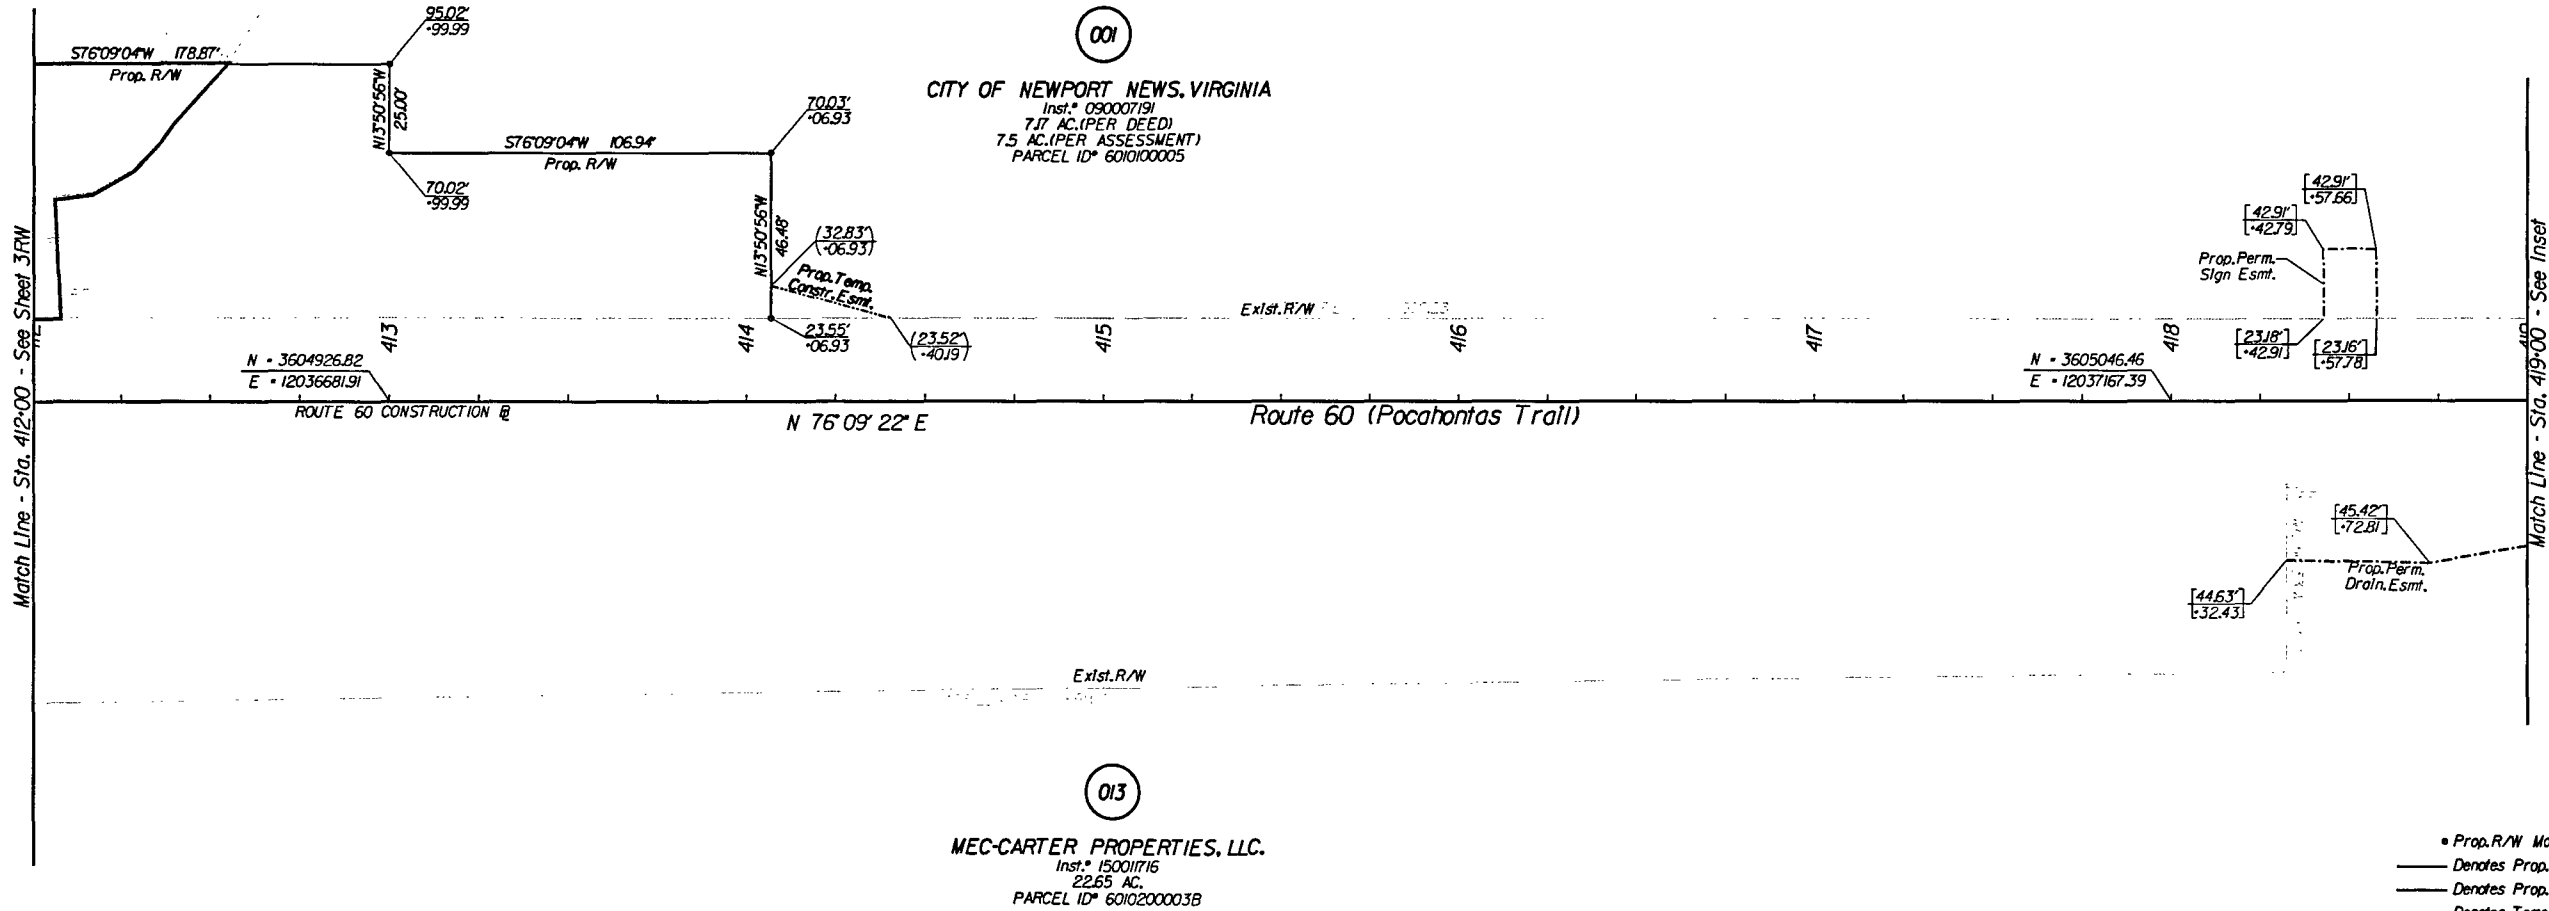 95.02'
+99.99
S76°09'04"W 178.87'
Prop. R/W
N13°50'56"W
25.00'
70.02'
+99.99
S76°09'04"W 106.94'
Prop. R/W
70.03'
+06.93
N13°50'56"W
46.48'
(32.83')
(+06.93)
Prop. Temp.
Constr. Esmt.
23.55'
+06.93
(23.52')
(+40.19)
001
CITY OF NEWPORT NEWS, VIRGINIA
Inst.# 090007191
7.17 AC.(PER DEED)
7.5 AC.(PER ASSESSMENT)
PARCEL ID# 6010100005
Exist. R/W
[42.91']
[+57.66]
[42.91']
[+42.79]
Prop. Perm.
Sign Esmt.
[23.18']
[+42.91]
[23.16']
[+57.78]
Match Line - Sta. 412+00 - See Sheet 3RW
413
414
415
416
417
418
Match Line - Sta. 419+00 - See Inset
N = 3604926.82
E = 12036681.91
N = 3605046.46
E = 12037167.39
ROUTE 60 CONSTRUCTION BL
N 76°09' 22" E
Route 60 (Pocahontas Trail)
[45.42']
[+72.81]
Prop. Perm.
Drain. Esmt.
[44.63']
[+32.43]
Exist. R/W
013
MEC-CARTER PROPERTIES, LLC.
Inst.# 150011716
22.65 AC.
PARCEL ID# 6010200003B
Prop. R/W
Denotes Prop.
Denotes Prop.